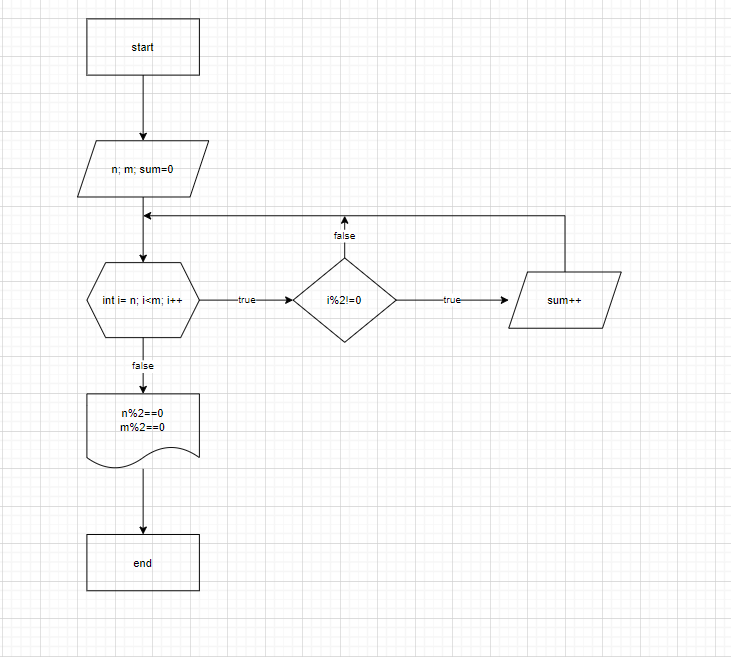 start
n; m; sum=0
false
int i= n; i<m; i++
true
i%2!=0
true
sum++
false
n%2==0
m%2==0
end